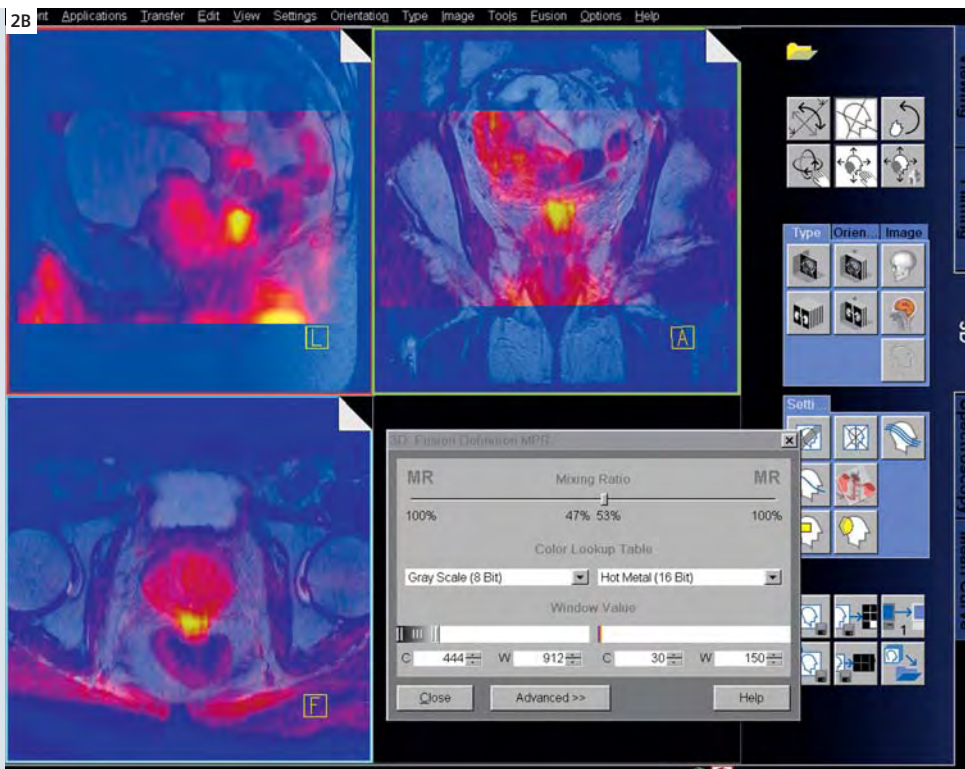 2B
nt Applications Transfer Edit View Settings Orientation Type Image Tools Fusion Options Help
L
A
F
Type Orien... Image
3D
Setti...
3D: Fusion Definition MPR
MR Mixing Ratio MR
100% 47% 53% 100%
Color Lookup Table
Gray Scale (8 Bit) Hot Metal (16 Bit)
Window Value
C 444 W 912 C 30 W 150
Close Advanced >> Help
1